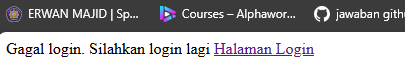 ERWAN MAJID | Sp... Courses – Alphawor... jawaban gith
Gagal login. Silahkan login lagi Halaman Login